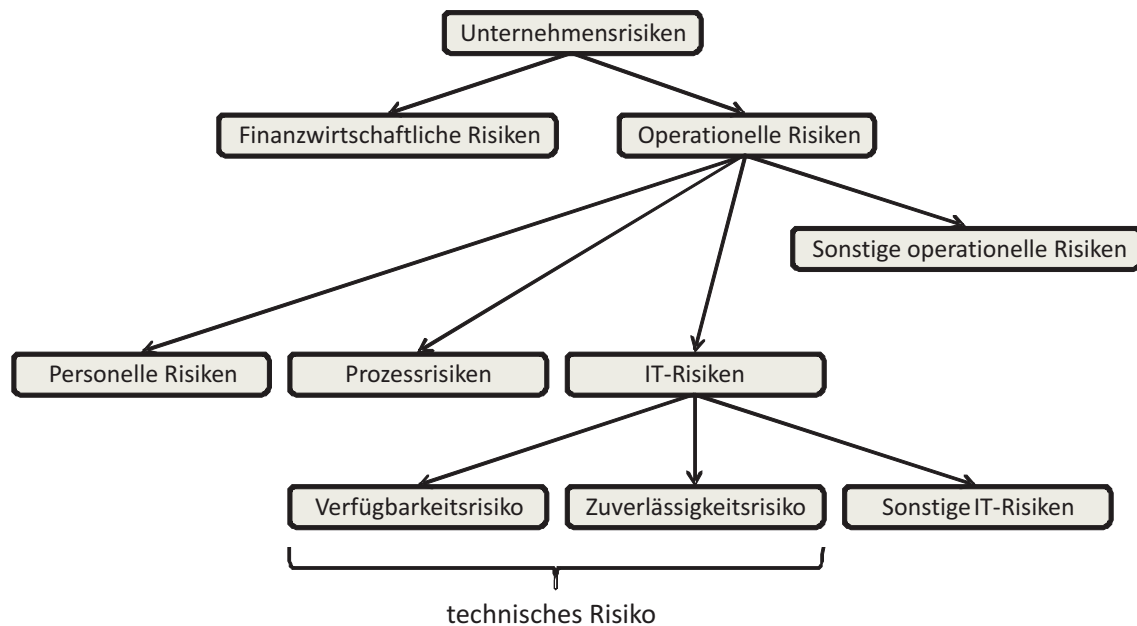 Unternehmensrisiken
Finanzwirtschaftliche Risiken
Operationelle Risiken
Sonstige operationelle Risiken
Personelle Risiken
Prozessrisiken
IT-Risiken
Verfügbarkeitsrisiko
Zuverlässigkeitsrisiko
Sonstige IT-Risiken
technisches Risiko